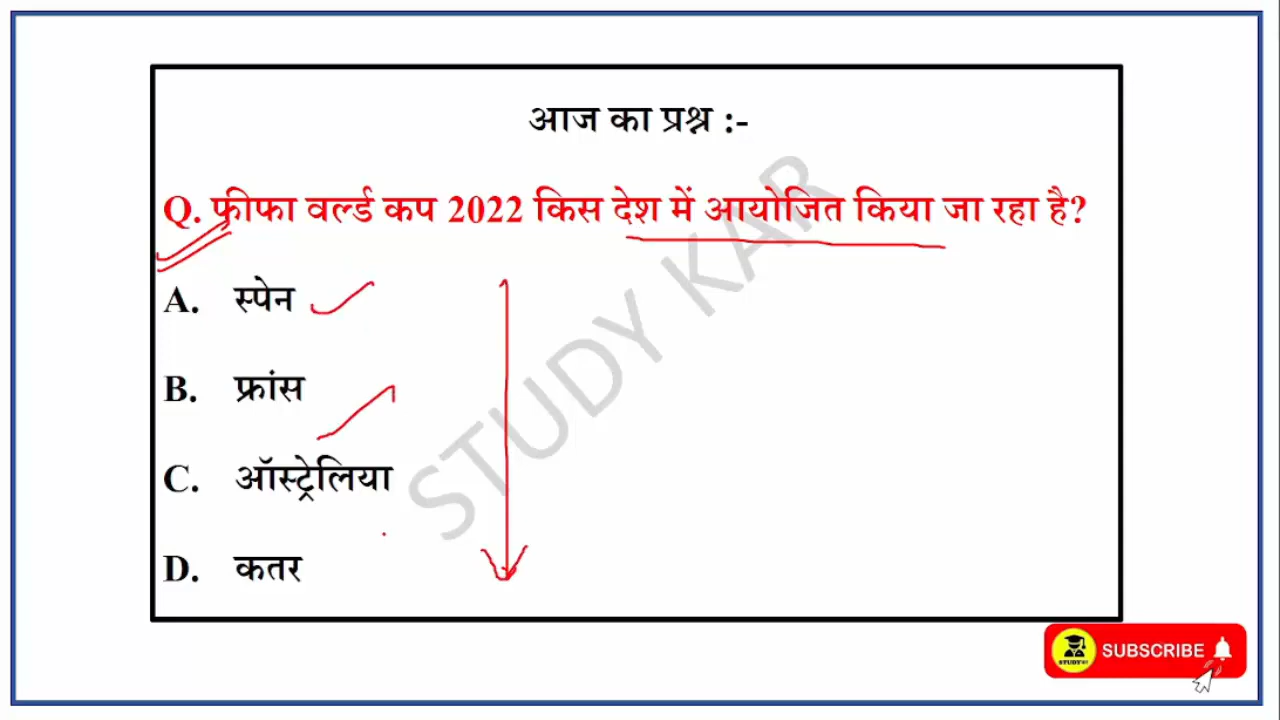 आज का प्रश्न :-
Q. फ्रीफा वर्ल्ड कप 2022 किस देश में आयोजित किया जा रहा है?
A. स्पेन
B. फ्रांस
C. ऑस्ट्रेलिया
D. कतर
STUDY KAR
SUBSCRIBE